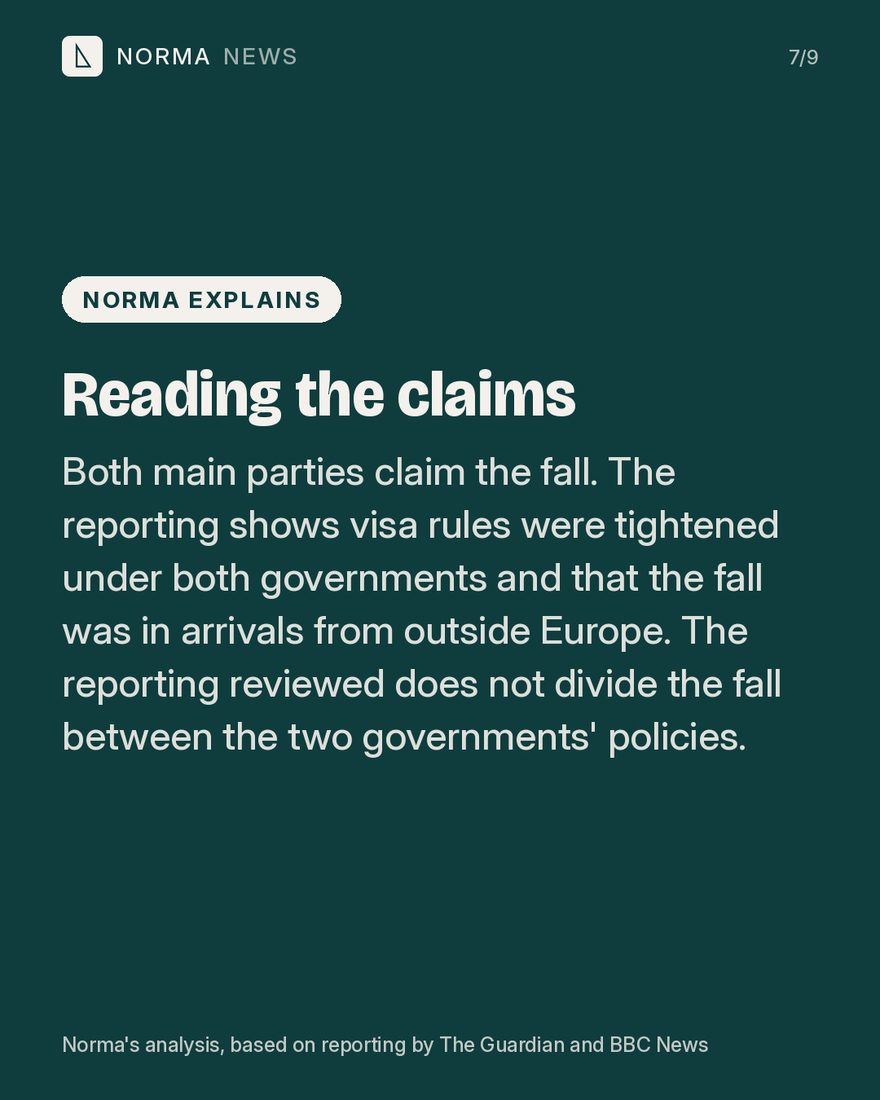 NORMA NEWS
7/9
NORMA EXPLAINS
Reading the claims
Both main parties claim the fall. The
reporting shows visa rules were tightened
under both governments and that the fall
was in arrivals from outside Europe. The
reporting reviewed does not divide the fall
between the two governments' policies.
Norma's analysis, based on reporting by The Guardian and BBC News